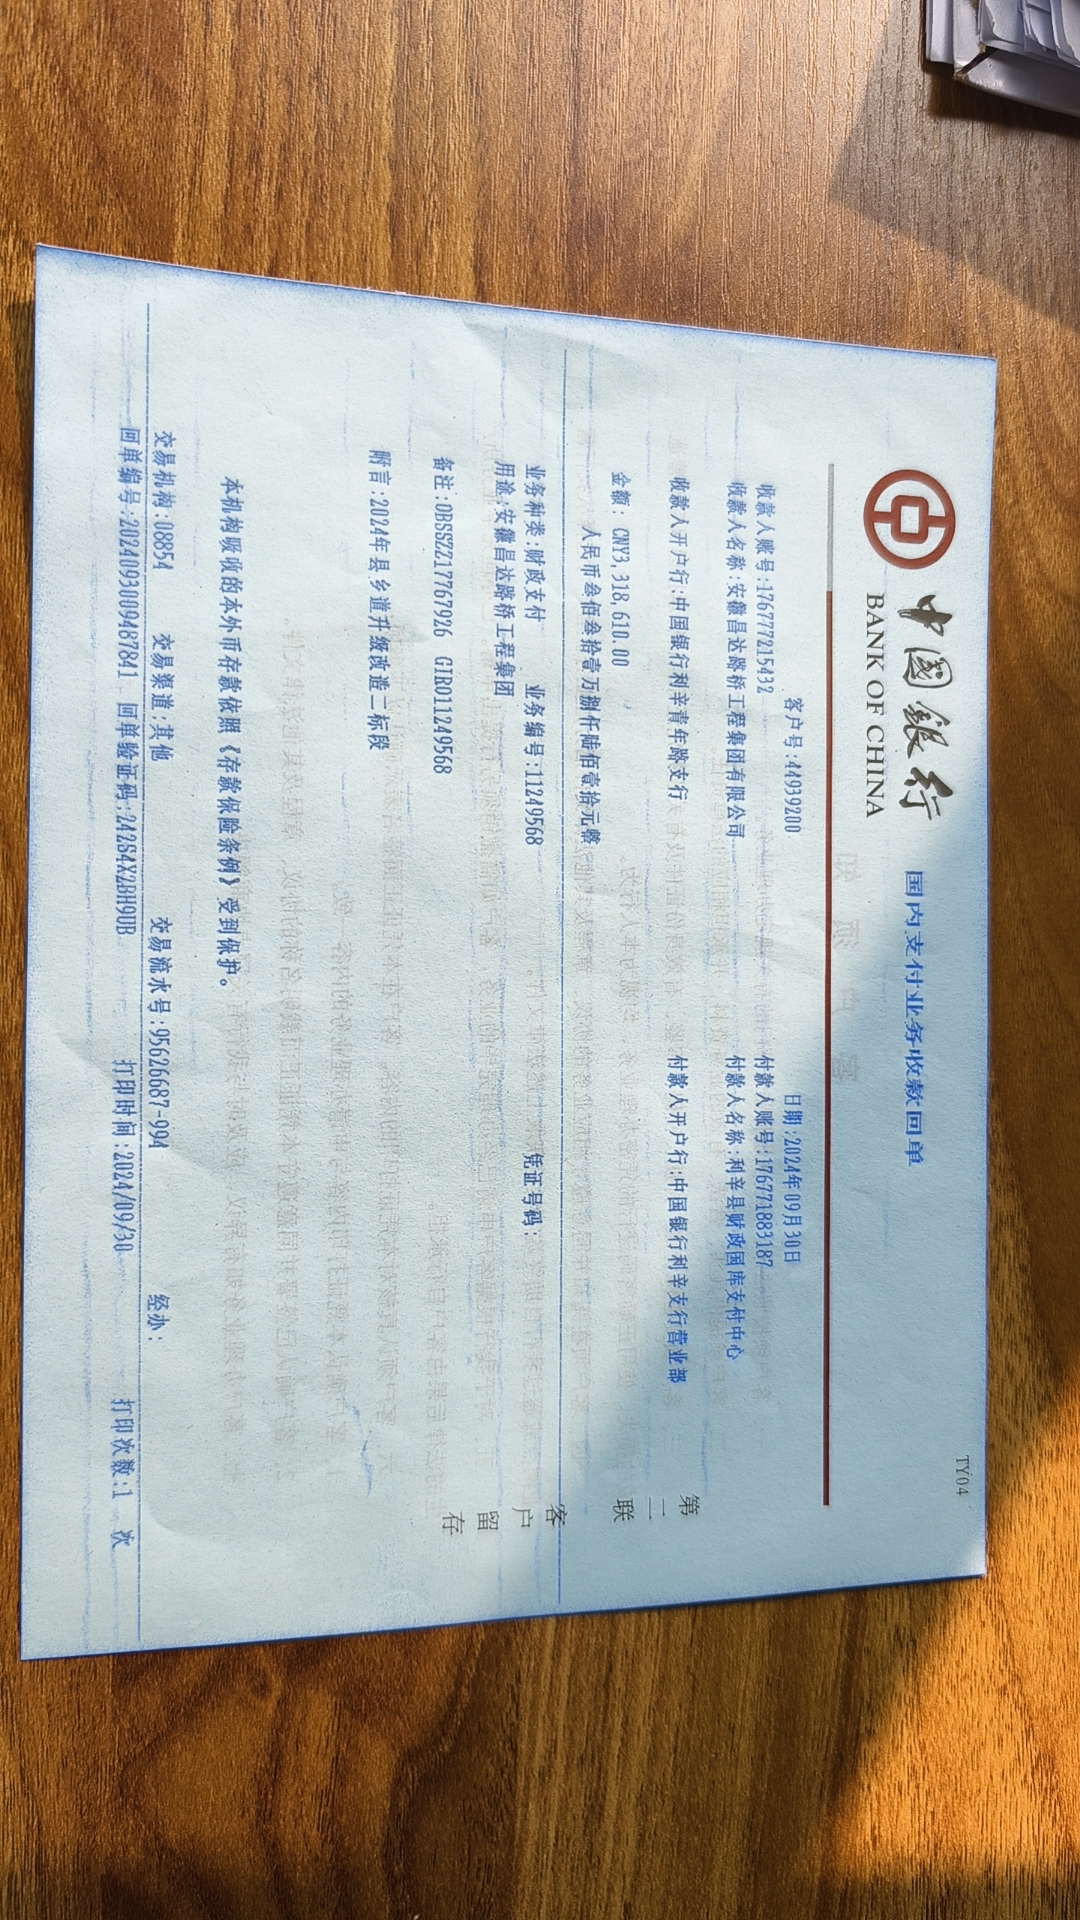 TY04
中國銀行
BANK OF CHINA
国内支付业务收款回单
客户号:44939200 日期:2024年09月30日
收款人账号:176777215432 付款人账号:176771883187
收款人名称:安徽昌达路桥工程集团有限公司 付款人名称:利辛县财政国库支付中心
收款人开户行:中国银行利辛青年路支行 付款人开户行:中国银行利辛支行营业部
金额: CNY3,318,610.00
人民币叁佰叁拾壹万捌仟陆佰壹拾元整
业务种类:财政支付 业务编号:11249568 凭证号码:
用途:安徽昌达路桥工程集团
备注:OBSSZZ17767926 GIRO11249568
附言:2024年县乡道升级改造二标段
本机构吸收的本外币存款依照《存款保险条例》受到保护。
交易机构:08854 交易渠道:其他 交易流水号:95626687-994 经办:
回单编号:2024093009487841 回单验证码:242S4X2BH9UB 打印时间:2024/09/30 打印次数:1 次
第二联 客户留存